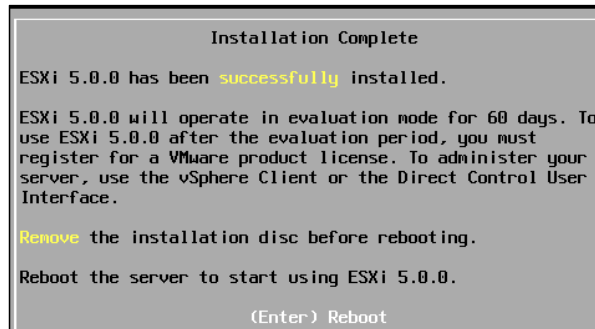 Installation Complete
ESXi 5.0.0 has been successfully installed.
ESXi 5.0.0 will operate in evaluation mode for 60 days. To
use ESXi 5.0.0 after the evaluation period, you must
register for a VMware product license. To administer your
server, use the vSphere Client or the Direct Control User
Interface.
Remove the installation disc before rebooting.
Reboot the server to start using ESXi 5.0.0.
(Enter) Reboot